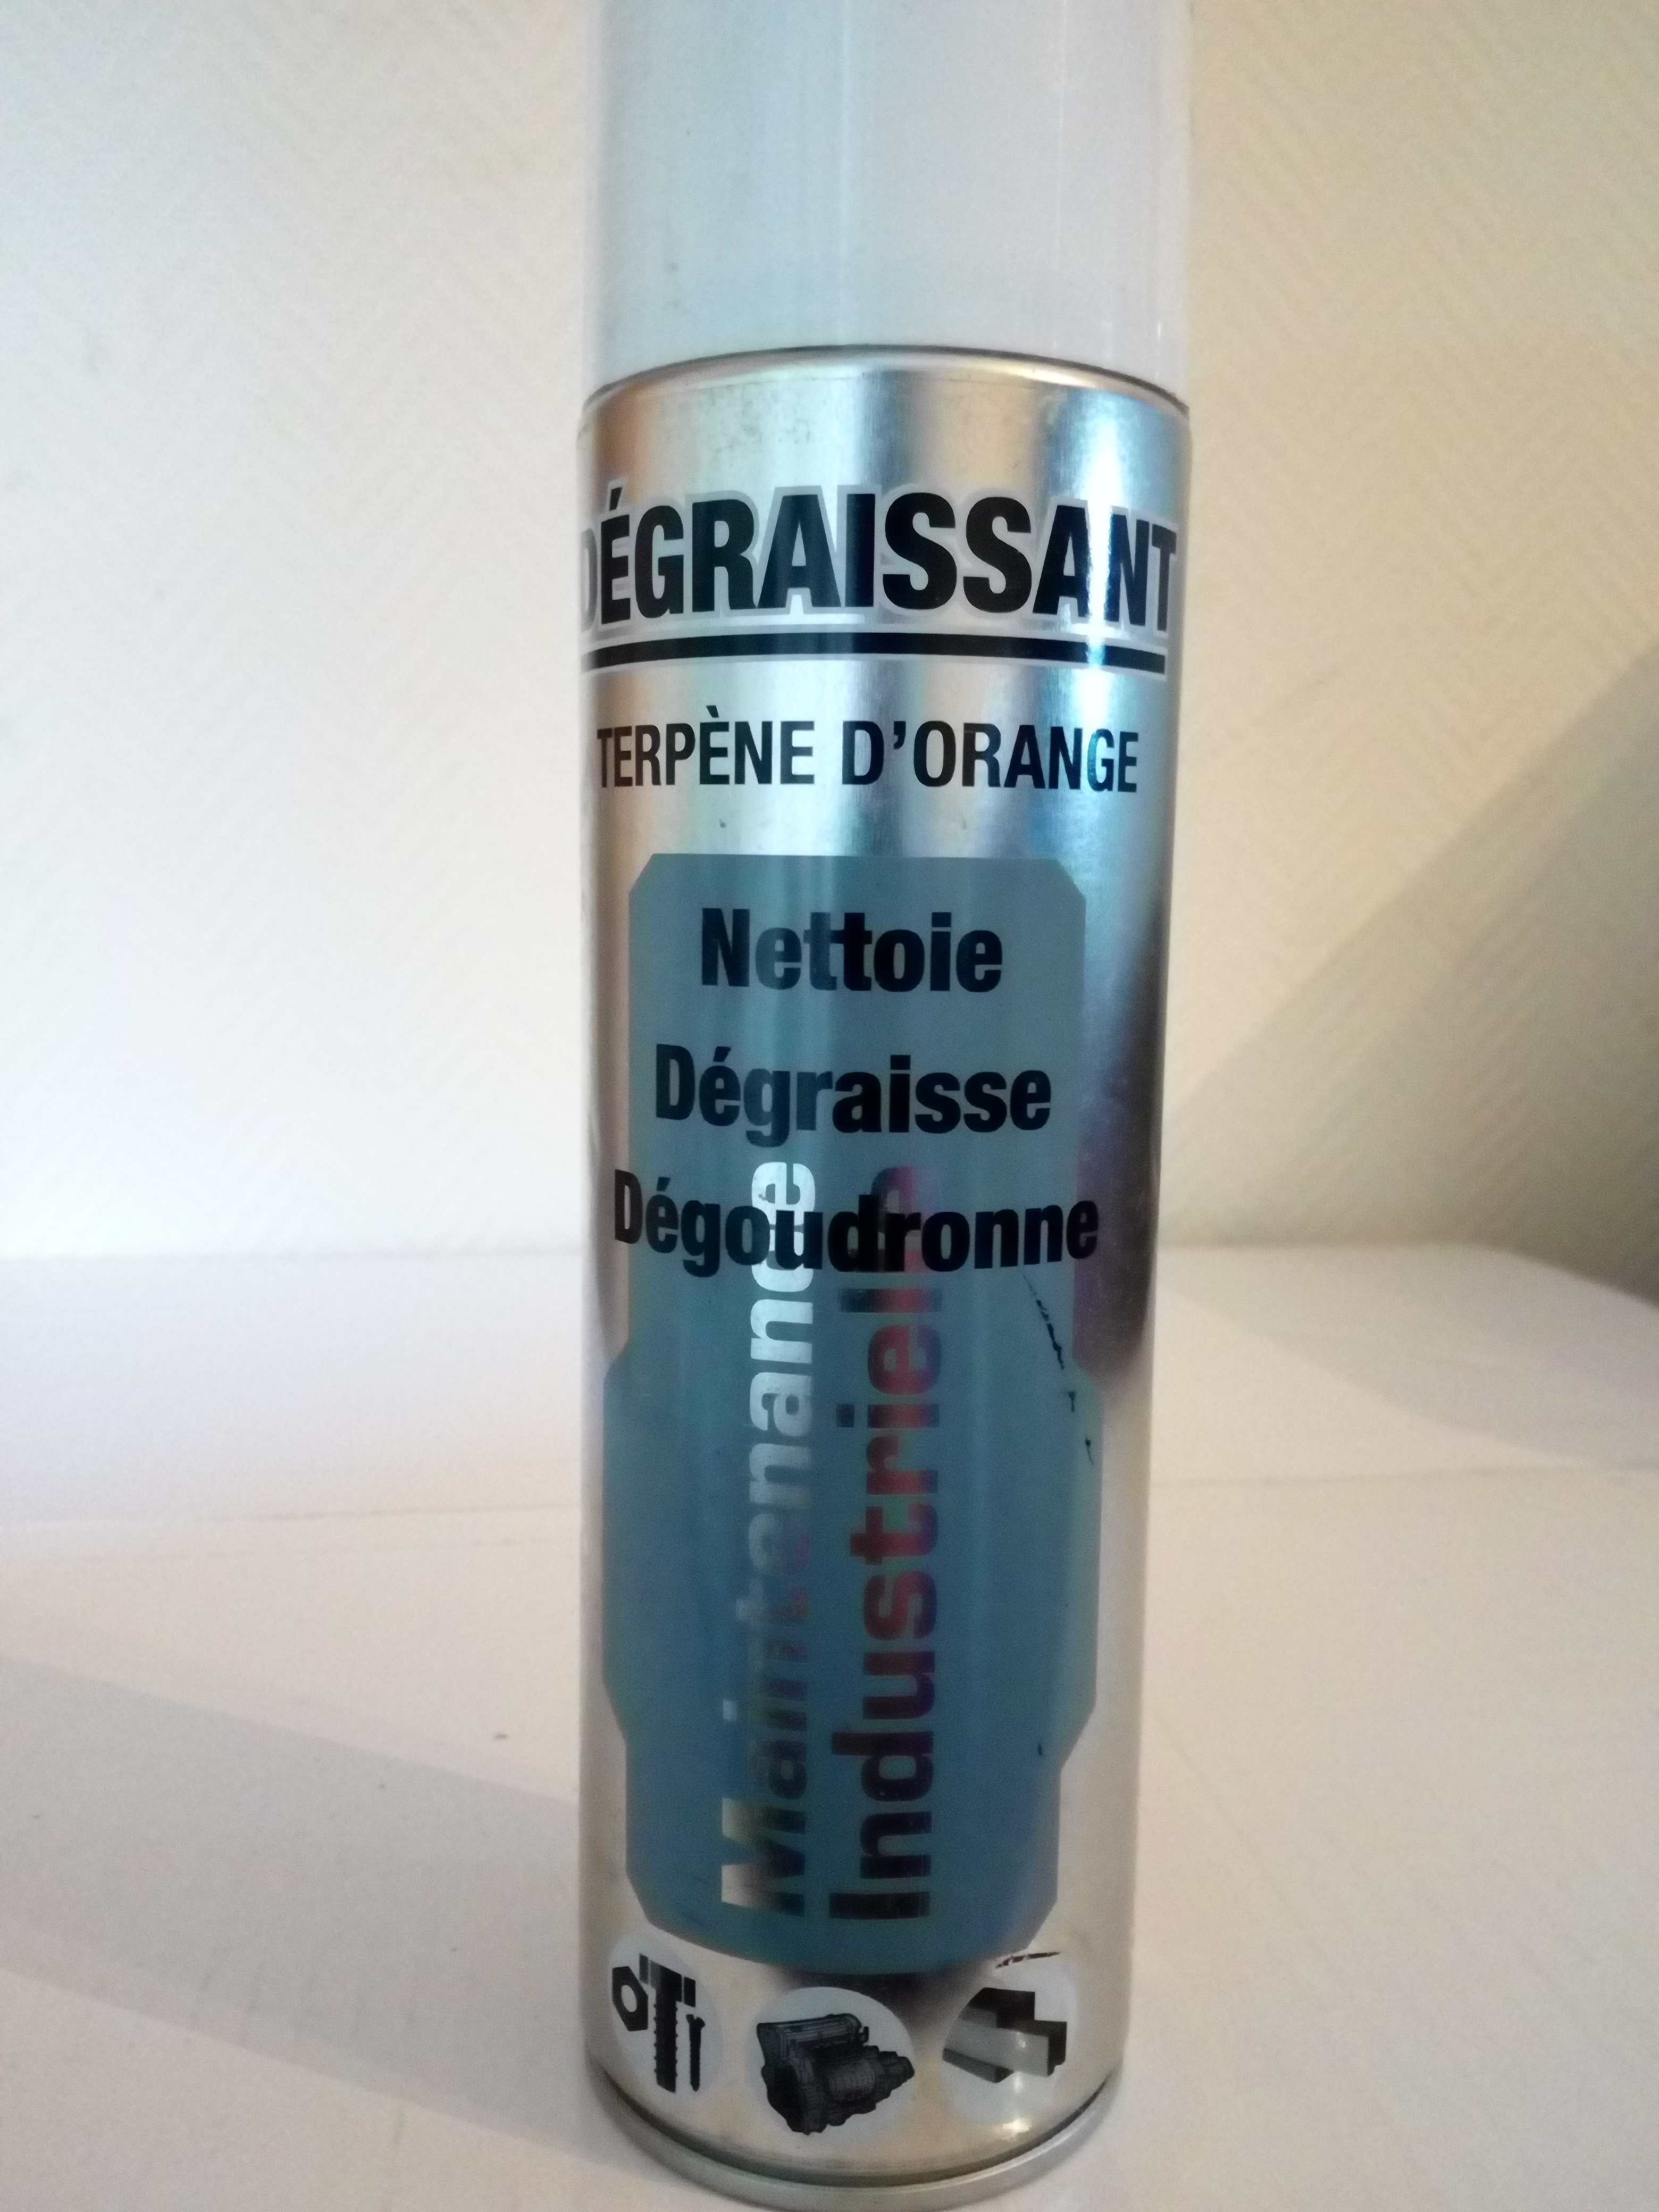 DÉGRAISSANT
TERPÈNE D'ORANGE
Nettoie
Dégraisse
Dégoudronne
Maintenance
Industrielle